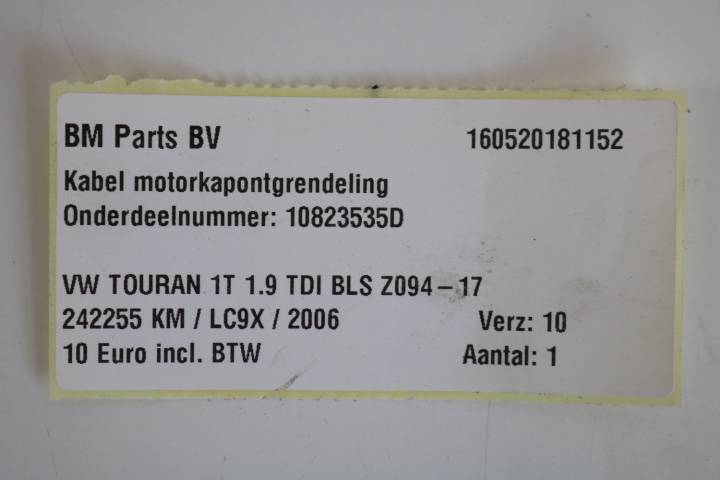 BM Parts BV 160520181152
Kabel motorkapontgrendeling
Onderdeelnummer: 10823535D
VW TOURAN 1T 1.9 TDI BLS Z094-17
242255 KM / LC9X / 2006 Verz: 10
10 Euro incl. BTW Aantal: 1